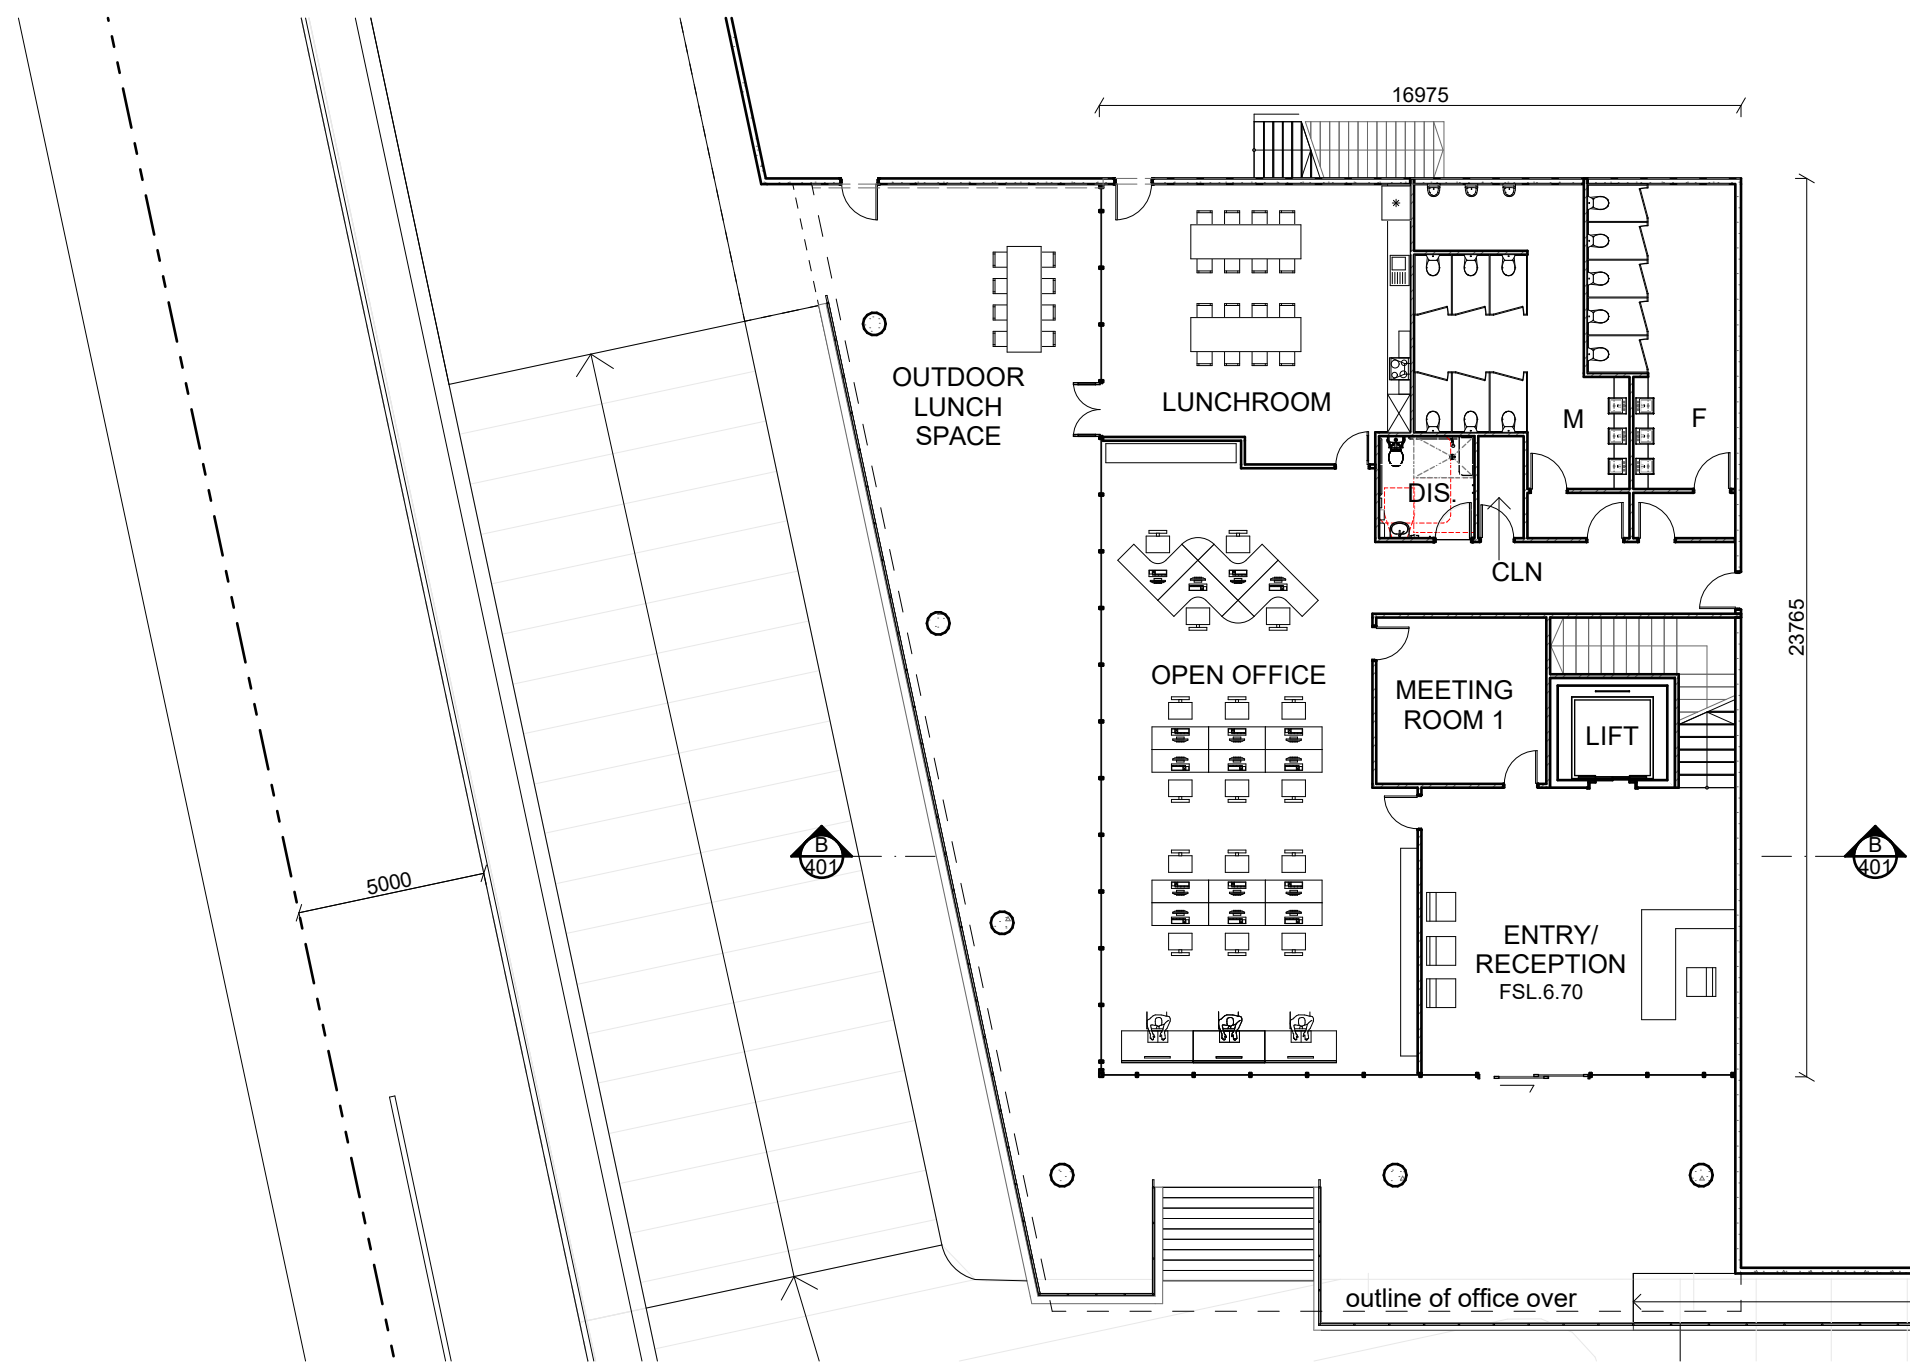 16975
OUTDOOR
LUNCH
SPACE
LUNCHROOM
M
F
DIS.
CLN
23765
OPEN OFFICE
MEETING
ROOM 1
LIFT
B
401
B
401
5000
ENTRY/
RECEPTION
FSL.6.70
outline of office over